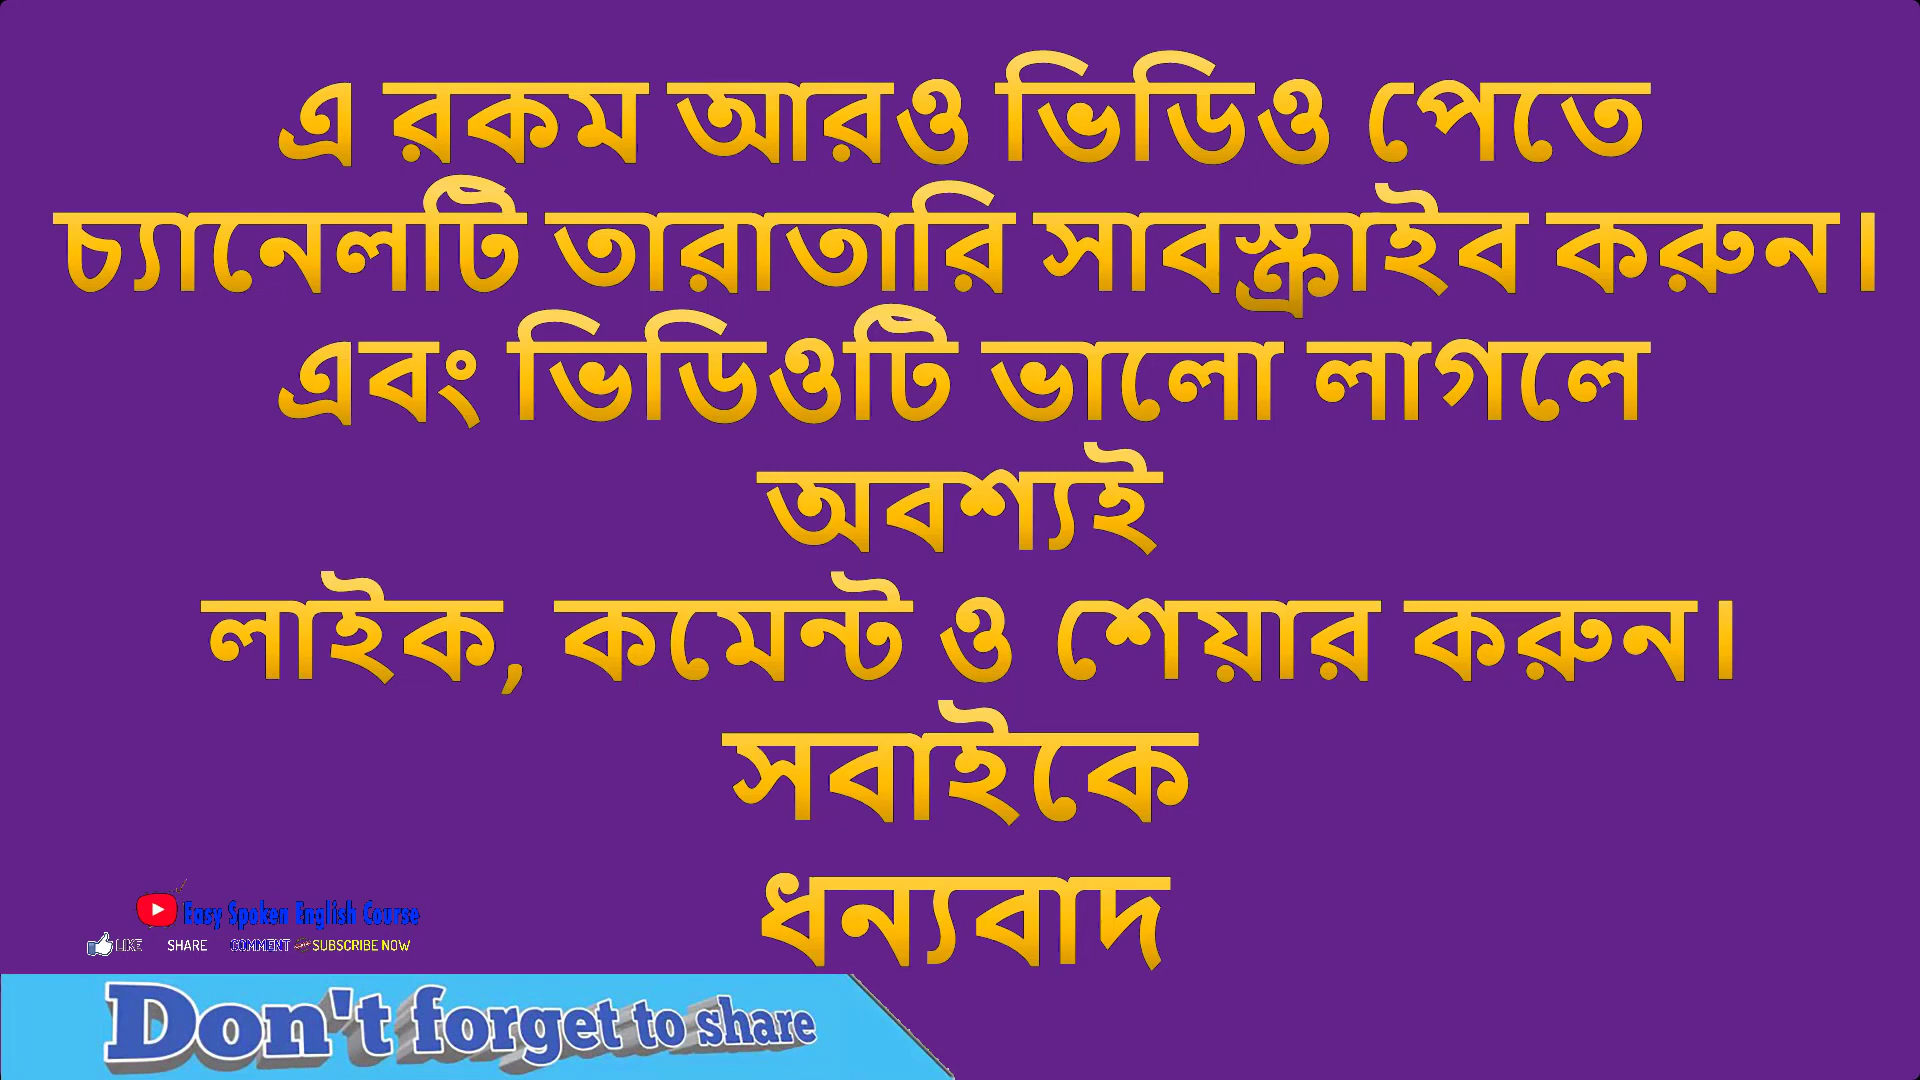 এ রকম আরও ভিডিও পেতে
চ্যানেলটি তারাতারি সাবস্ক্রাইব করুন।
এবং ভিডিওটি ভালো লাগলে
অবশ্যই
লাইক, কমেন্ট ও শেয়ার করুন।
সবাইকে
ধন্যবাদ
Easy Spoken English Course
LIKE SHARE COMMENT SUBSCRIBE NOW
Don't forget to share